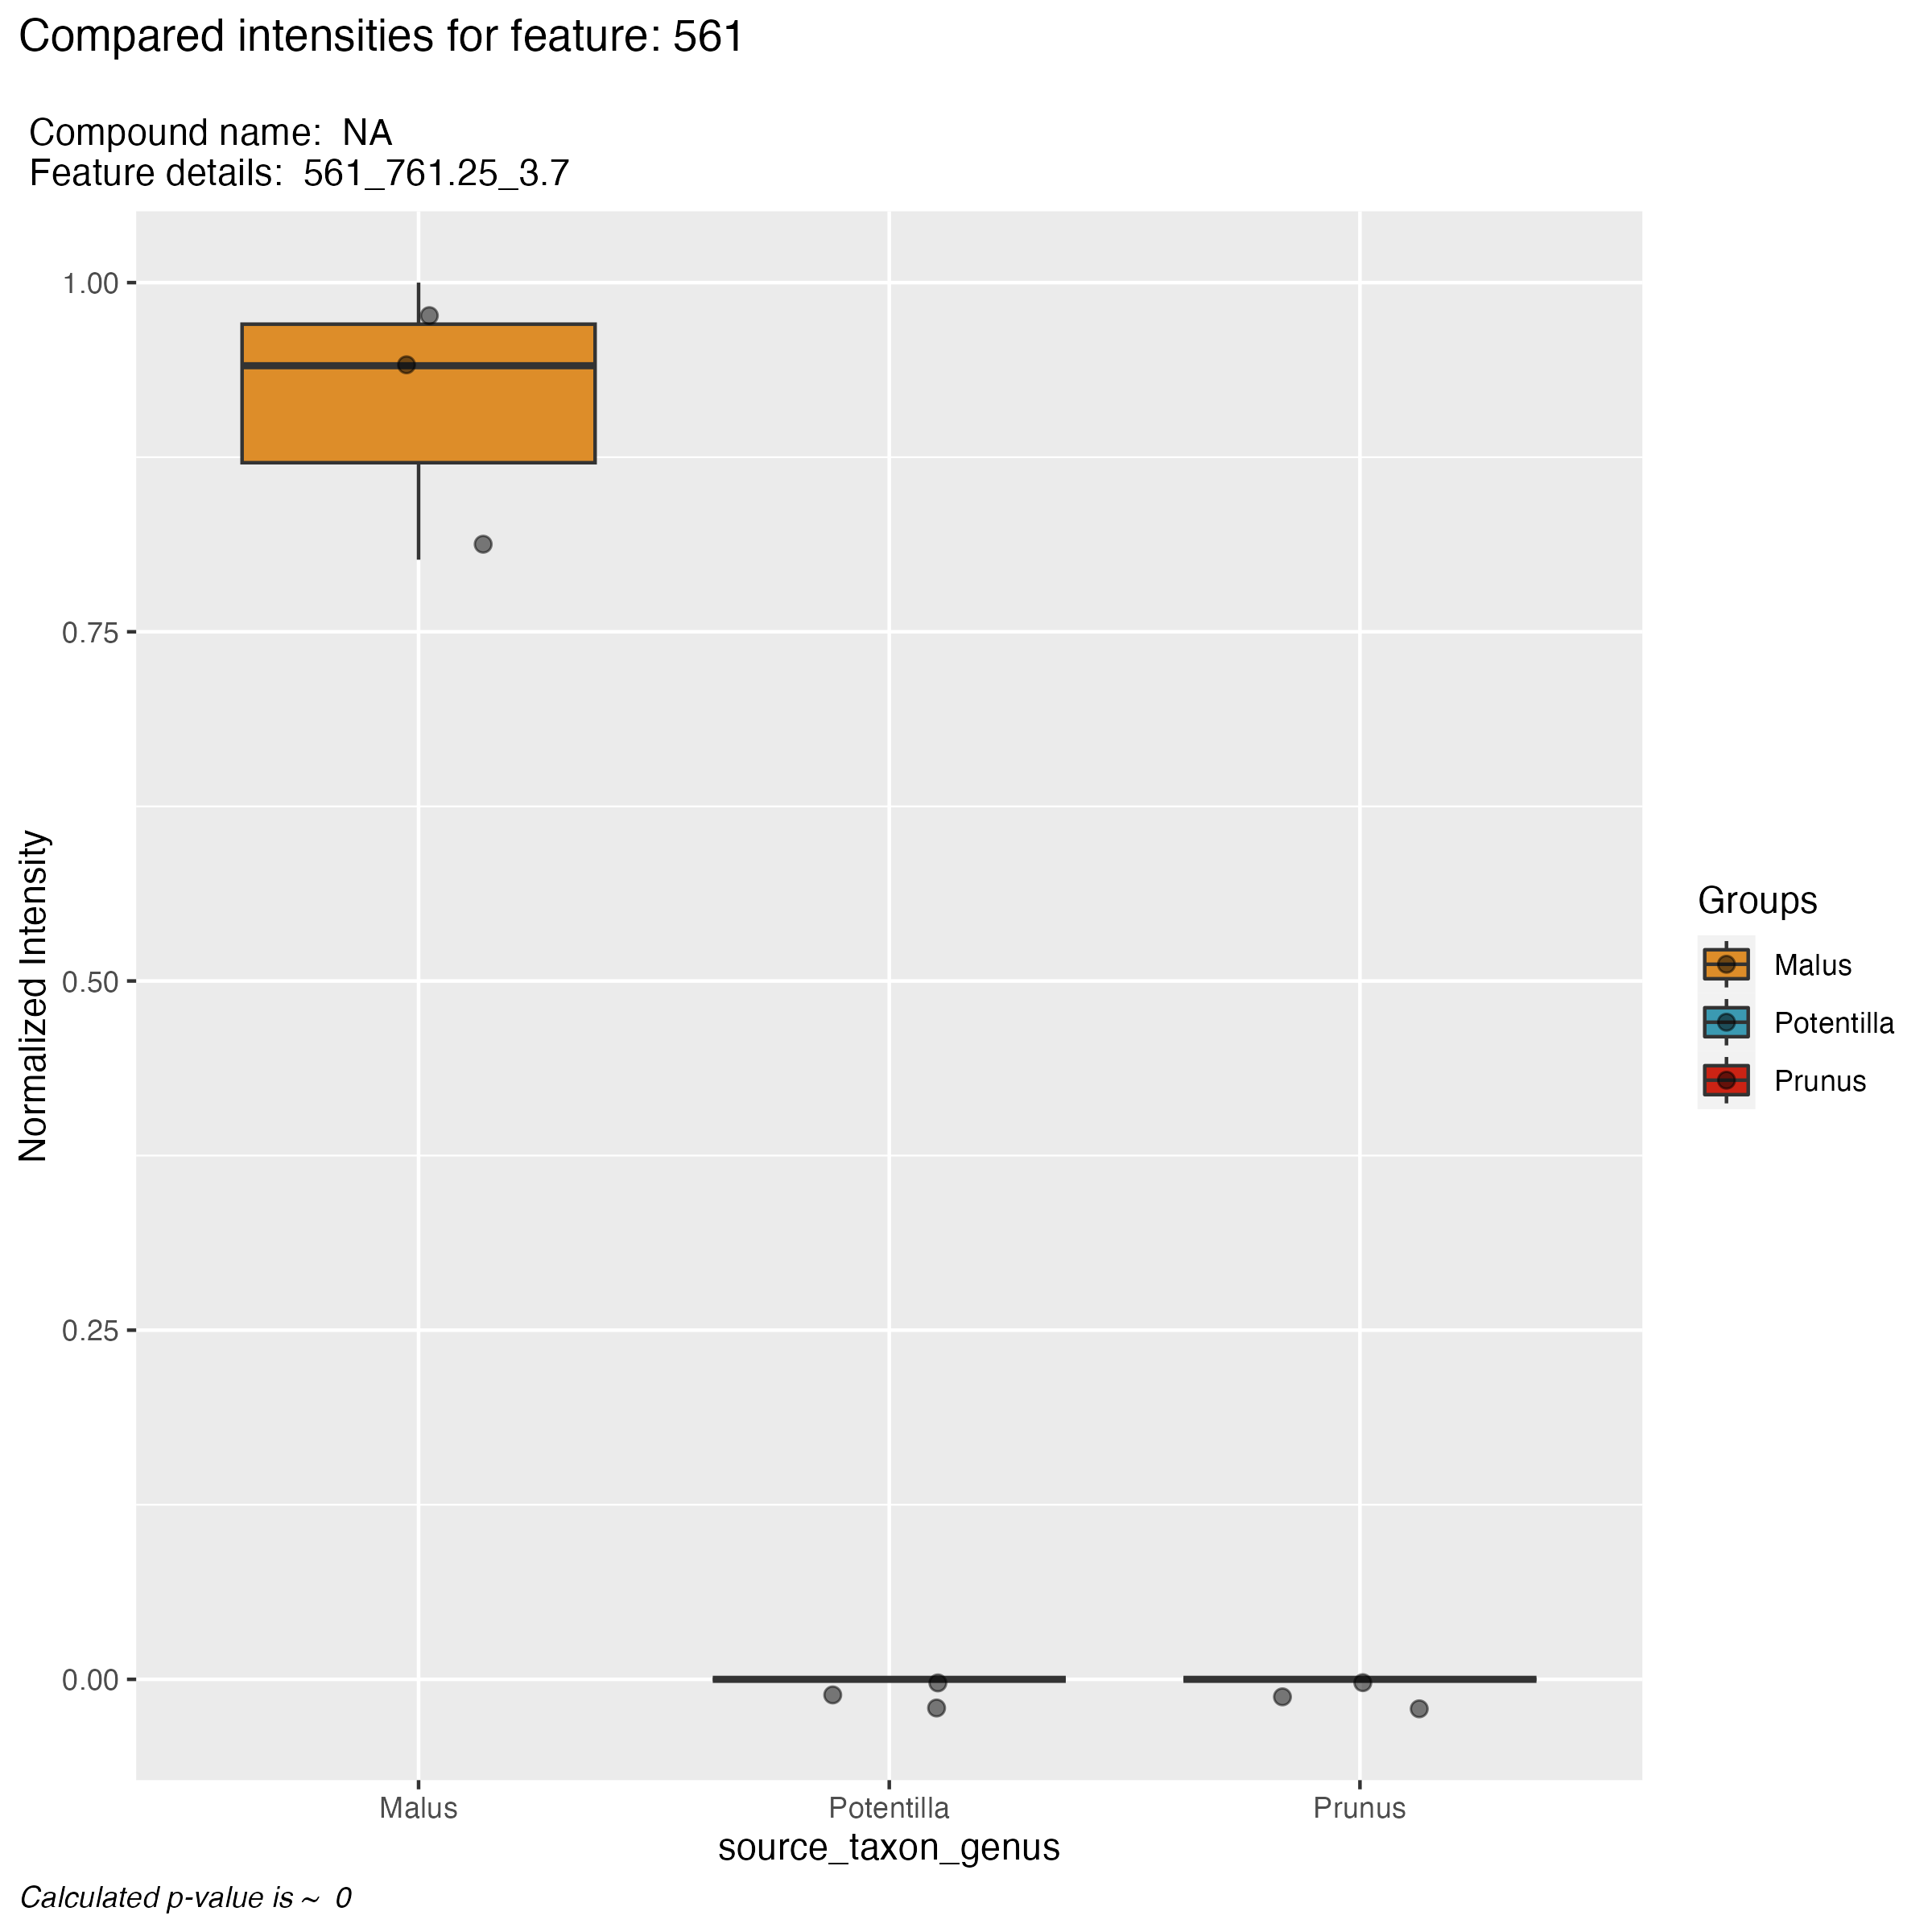 Compared intensities for feature: 561
Compound name: NA
Feature details: 561_761.25_3.7
Normalized Intensity
1.00
0.75
0.50
0.25
0.00
Malus
Potentilla
Prunus
source_taxon_genus
Groups
Malus
Potentilla
Prunus
Calculated p-value is ~ 0